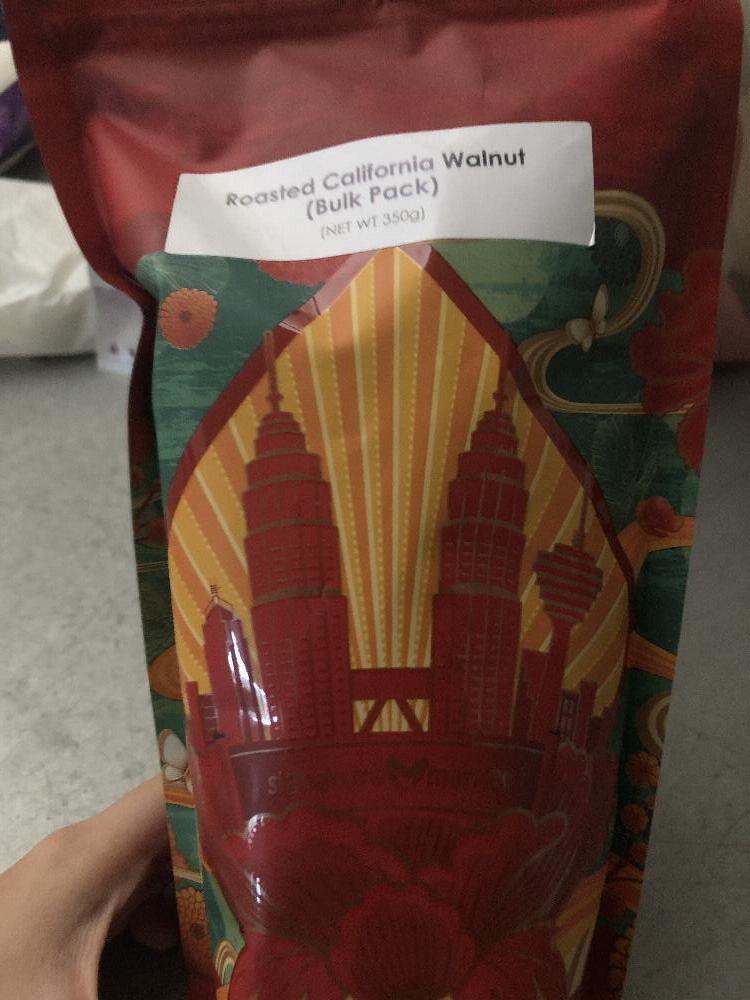 Roasted California Walnut
(Bulk Pack)
(NET WT 350g)